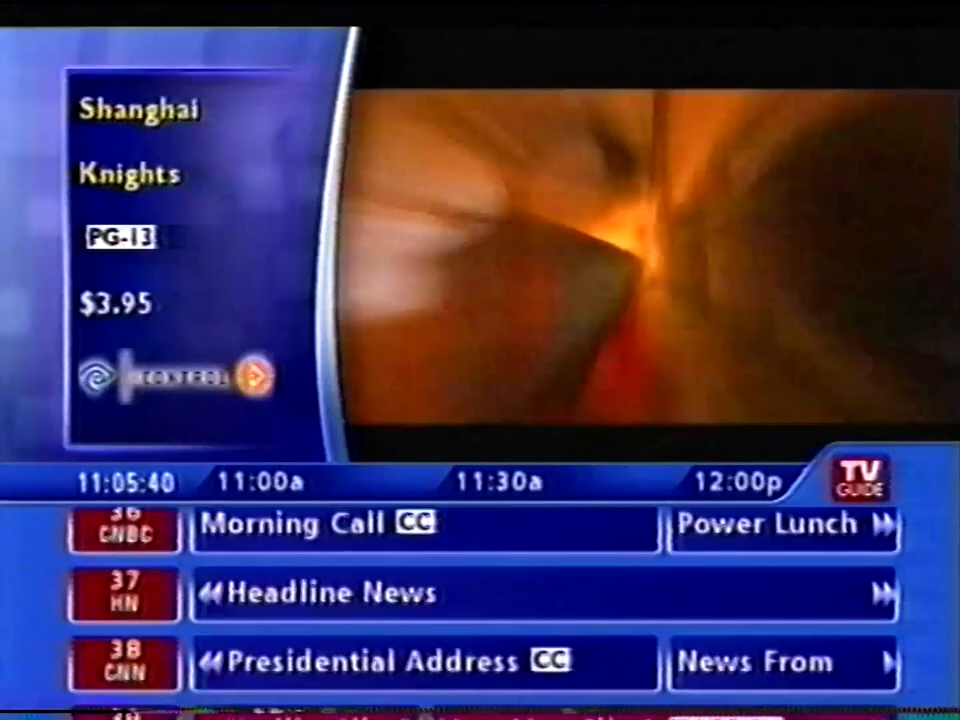 Shanghai
Knights
PG-13
$3.95
CONTROL
11:05:40 11:00a 11:30a 12:00p TV GUIDE
36 CNBC Morning Call CC Power Lunch
37 HN Headline News
38 CNN Presidential Address CC News From